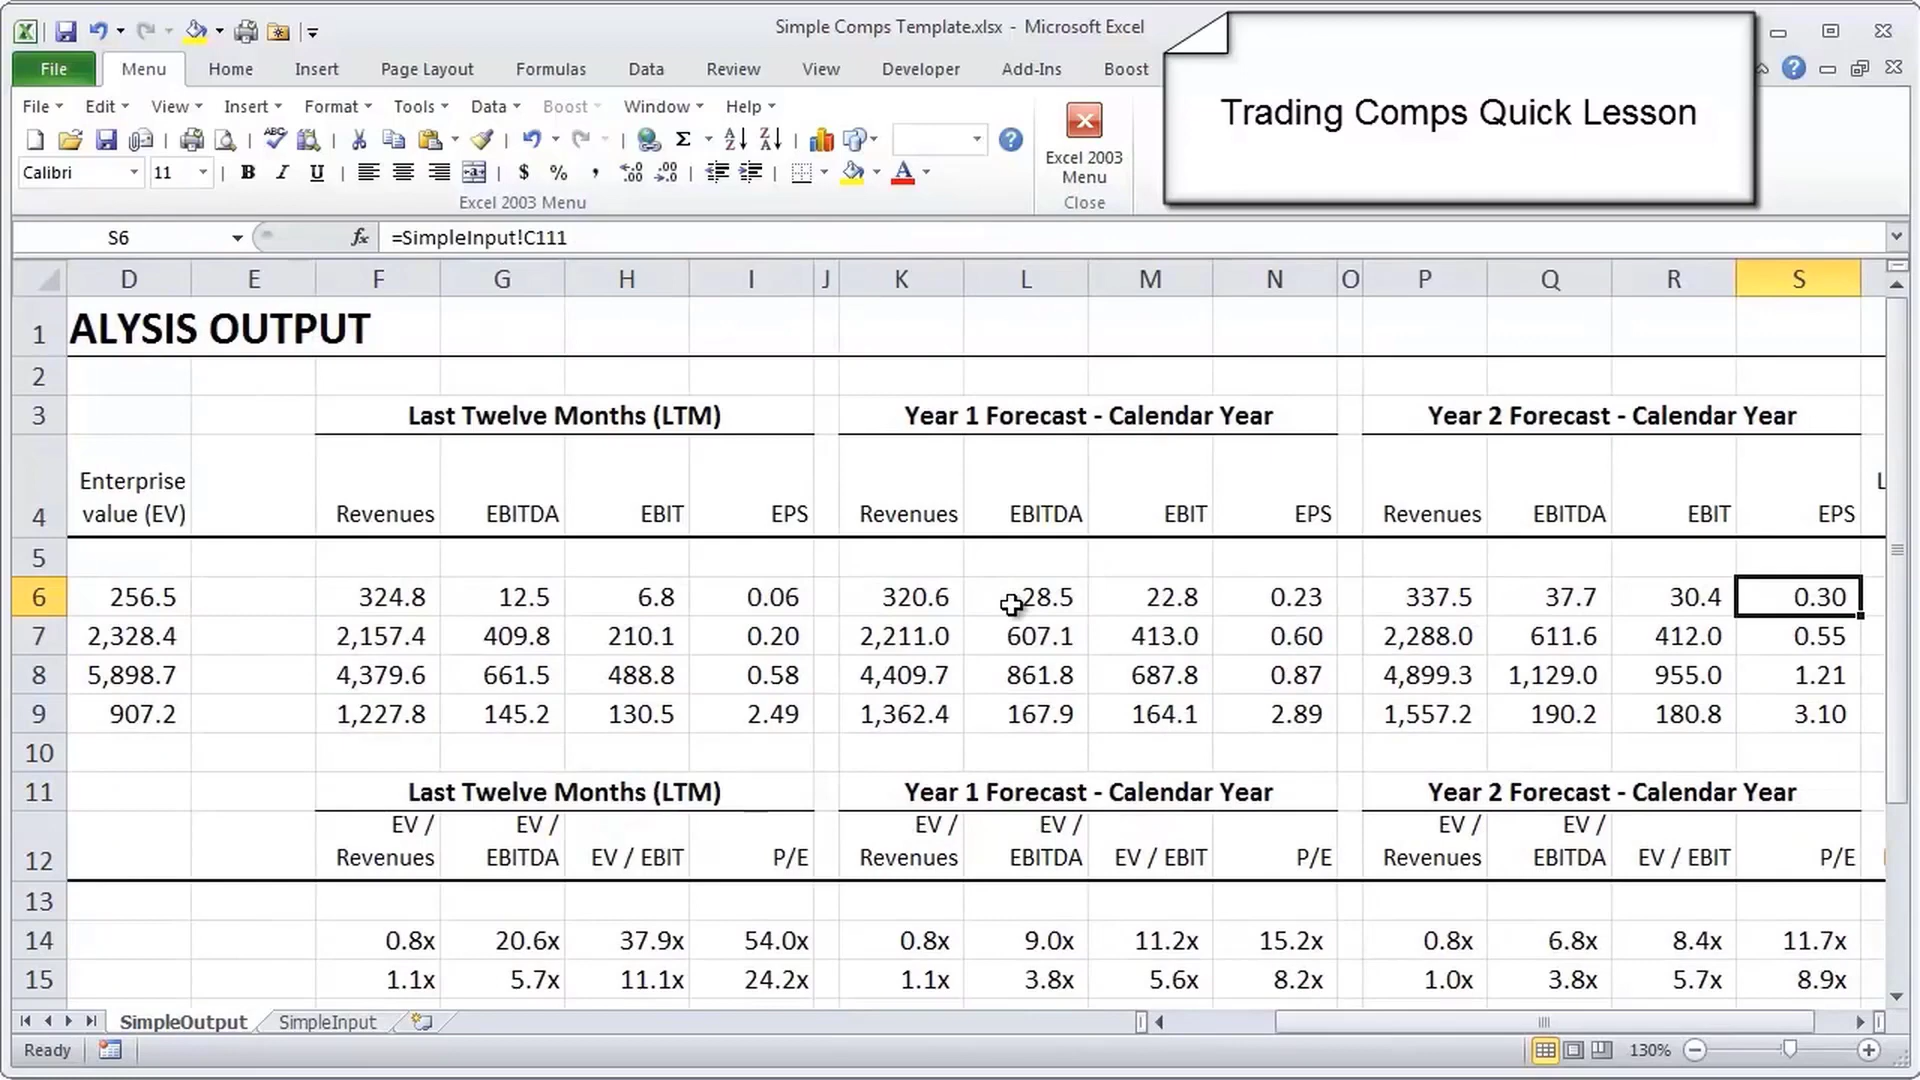 Simple Comps Template.xlsx - Microsoft Excel
Trading Comps Quick Lesson
File Menu Home Insert Page Layout Formulas Data Review View Developer Add-Ins Boost
File Edit View Insert Format Tools Data Boost Window Help
Calibri 11 B I U $ % ,
Excel 2003 Menu
Excel 2003 Menu
Close
S6 fx =SimpleInput!C111
D E F G H I J K L M N O P Q R S
1 ALYSIS OUTPUT
2
3 Last Twelve Months (LTM) Year 1 Forecast - Calendar Year Year 2 Forecast - Calendar Year
4 Enterprise value (EV) Revenues EBITDA EBIT EPS Revenues EBITDA EBIT EPS Revenues EBITDA EBIT EPS L
5
6 256.5 324.8 12.5 6.8 0.06 320.6 28.5 22.8 0.23 337.5 37.7 30.4 0.30
7 2,328.4 2,157.4 409.8 210.1 0.20 2,211.0 607.1 413.0 0.60 2,288.0 611.6 412.0 0.55
8 5,898.7 4,379.6 661.5 488.8 0.58 4,409.7 861.8 687.8 0.87 4,899.3 1,129.0 955.0 1.21
9 907.2 1,227.8 145.2 130.5 2.49 1,362.4 167.9 164.1 2.89 1,557.2 190.2 180.8 3.10
10
11 Last Twelve Months (LTM) Year 1 Forecast - Calendar Year Year 2 Forecast - Calendar Year
12 EV / Revenues EV / EBITDA EV / EBIT P/E EV / Revenues EV / EBITDA EV / EBIT P/E EV / Revenues EV / EBITDA EV / EBIT P/E
13
14 0.8x 20.6x 37.9x 54.0x 0.8x 9.0x 11.2x 15.2x 0.8x 6.8x 8.4x 11.7x
15 1.1x 5.7x 11.1x 24.2x 1.1x 3.8x 5.6x 8.2x 1.0x 3.8x 5.7x 8.9x
SimpleOutput SimpleInput
Ready 130%